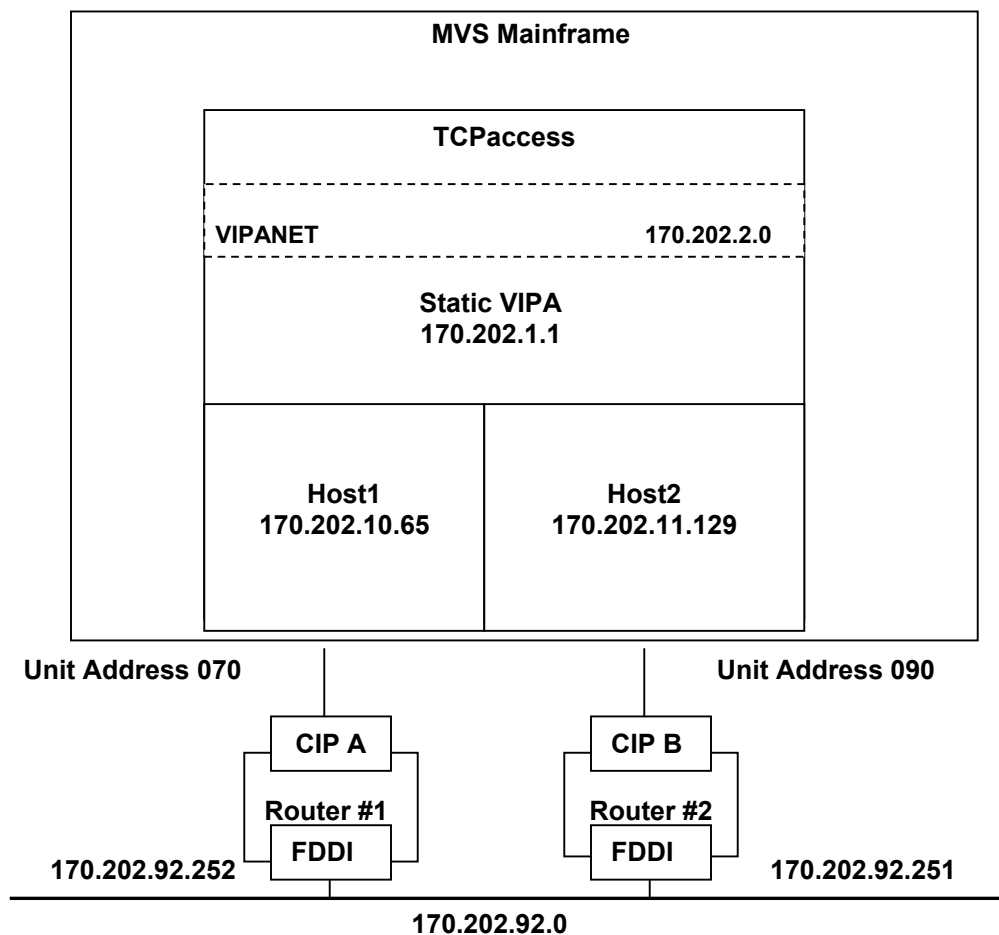 MVS Mainframe
TCPaccess
VIPANET 170.202.2.0
Static VIPA
170.202.1.1
Host1
170.202.10.65
Host2
170.202.11.129
Unit Address 070
Unit Address 090
CIP A
CIP B
Router #1
Router #2
FDDI
FDDI
170.202.92.252
170.202.92.251
170.202.92.0